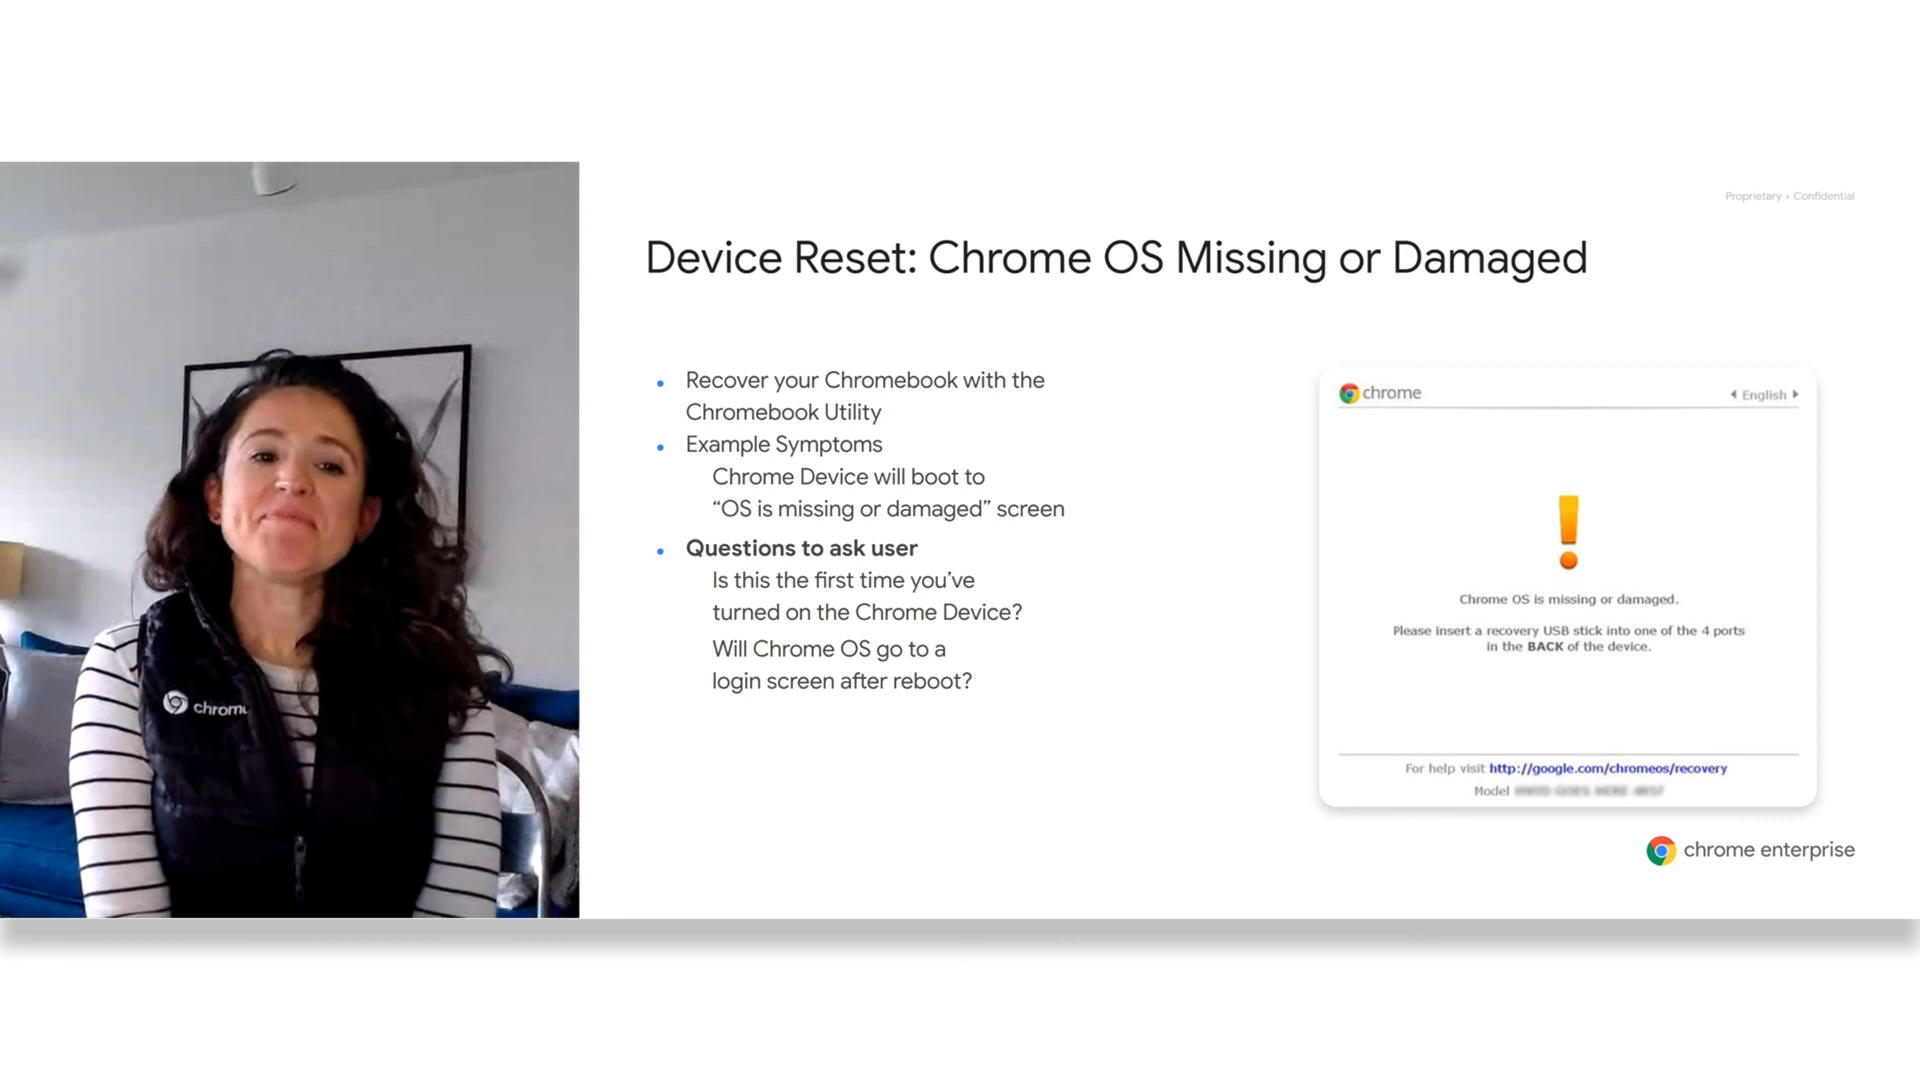 Proprietary + Confidential
Device Reset: Chrome OS Missing or Damaged
Recover your Chromebook with the
Chromebook Utility
Example Symptoms
Chrome Device will boot to
“OS is missing or damaged” screen
Questions to ask user
Is this the first time you’ve
turned on the Chrome Device?
Will Chrome OS go to a
login screen after reboot?
chrome
English
Chrome OS is missing or damaged.
Please insert a recovery USB stick into one of the 4 ports
in the BACK of the device.
For help visit http://google.com/chromeos/recovery
Model
chrome enterprise
chrom